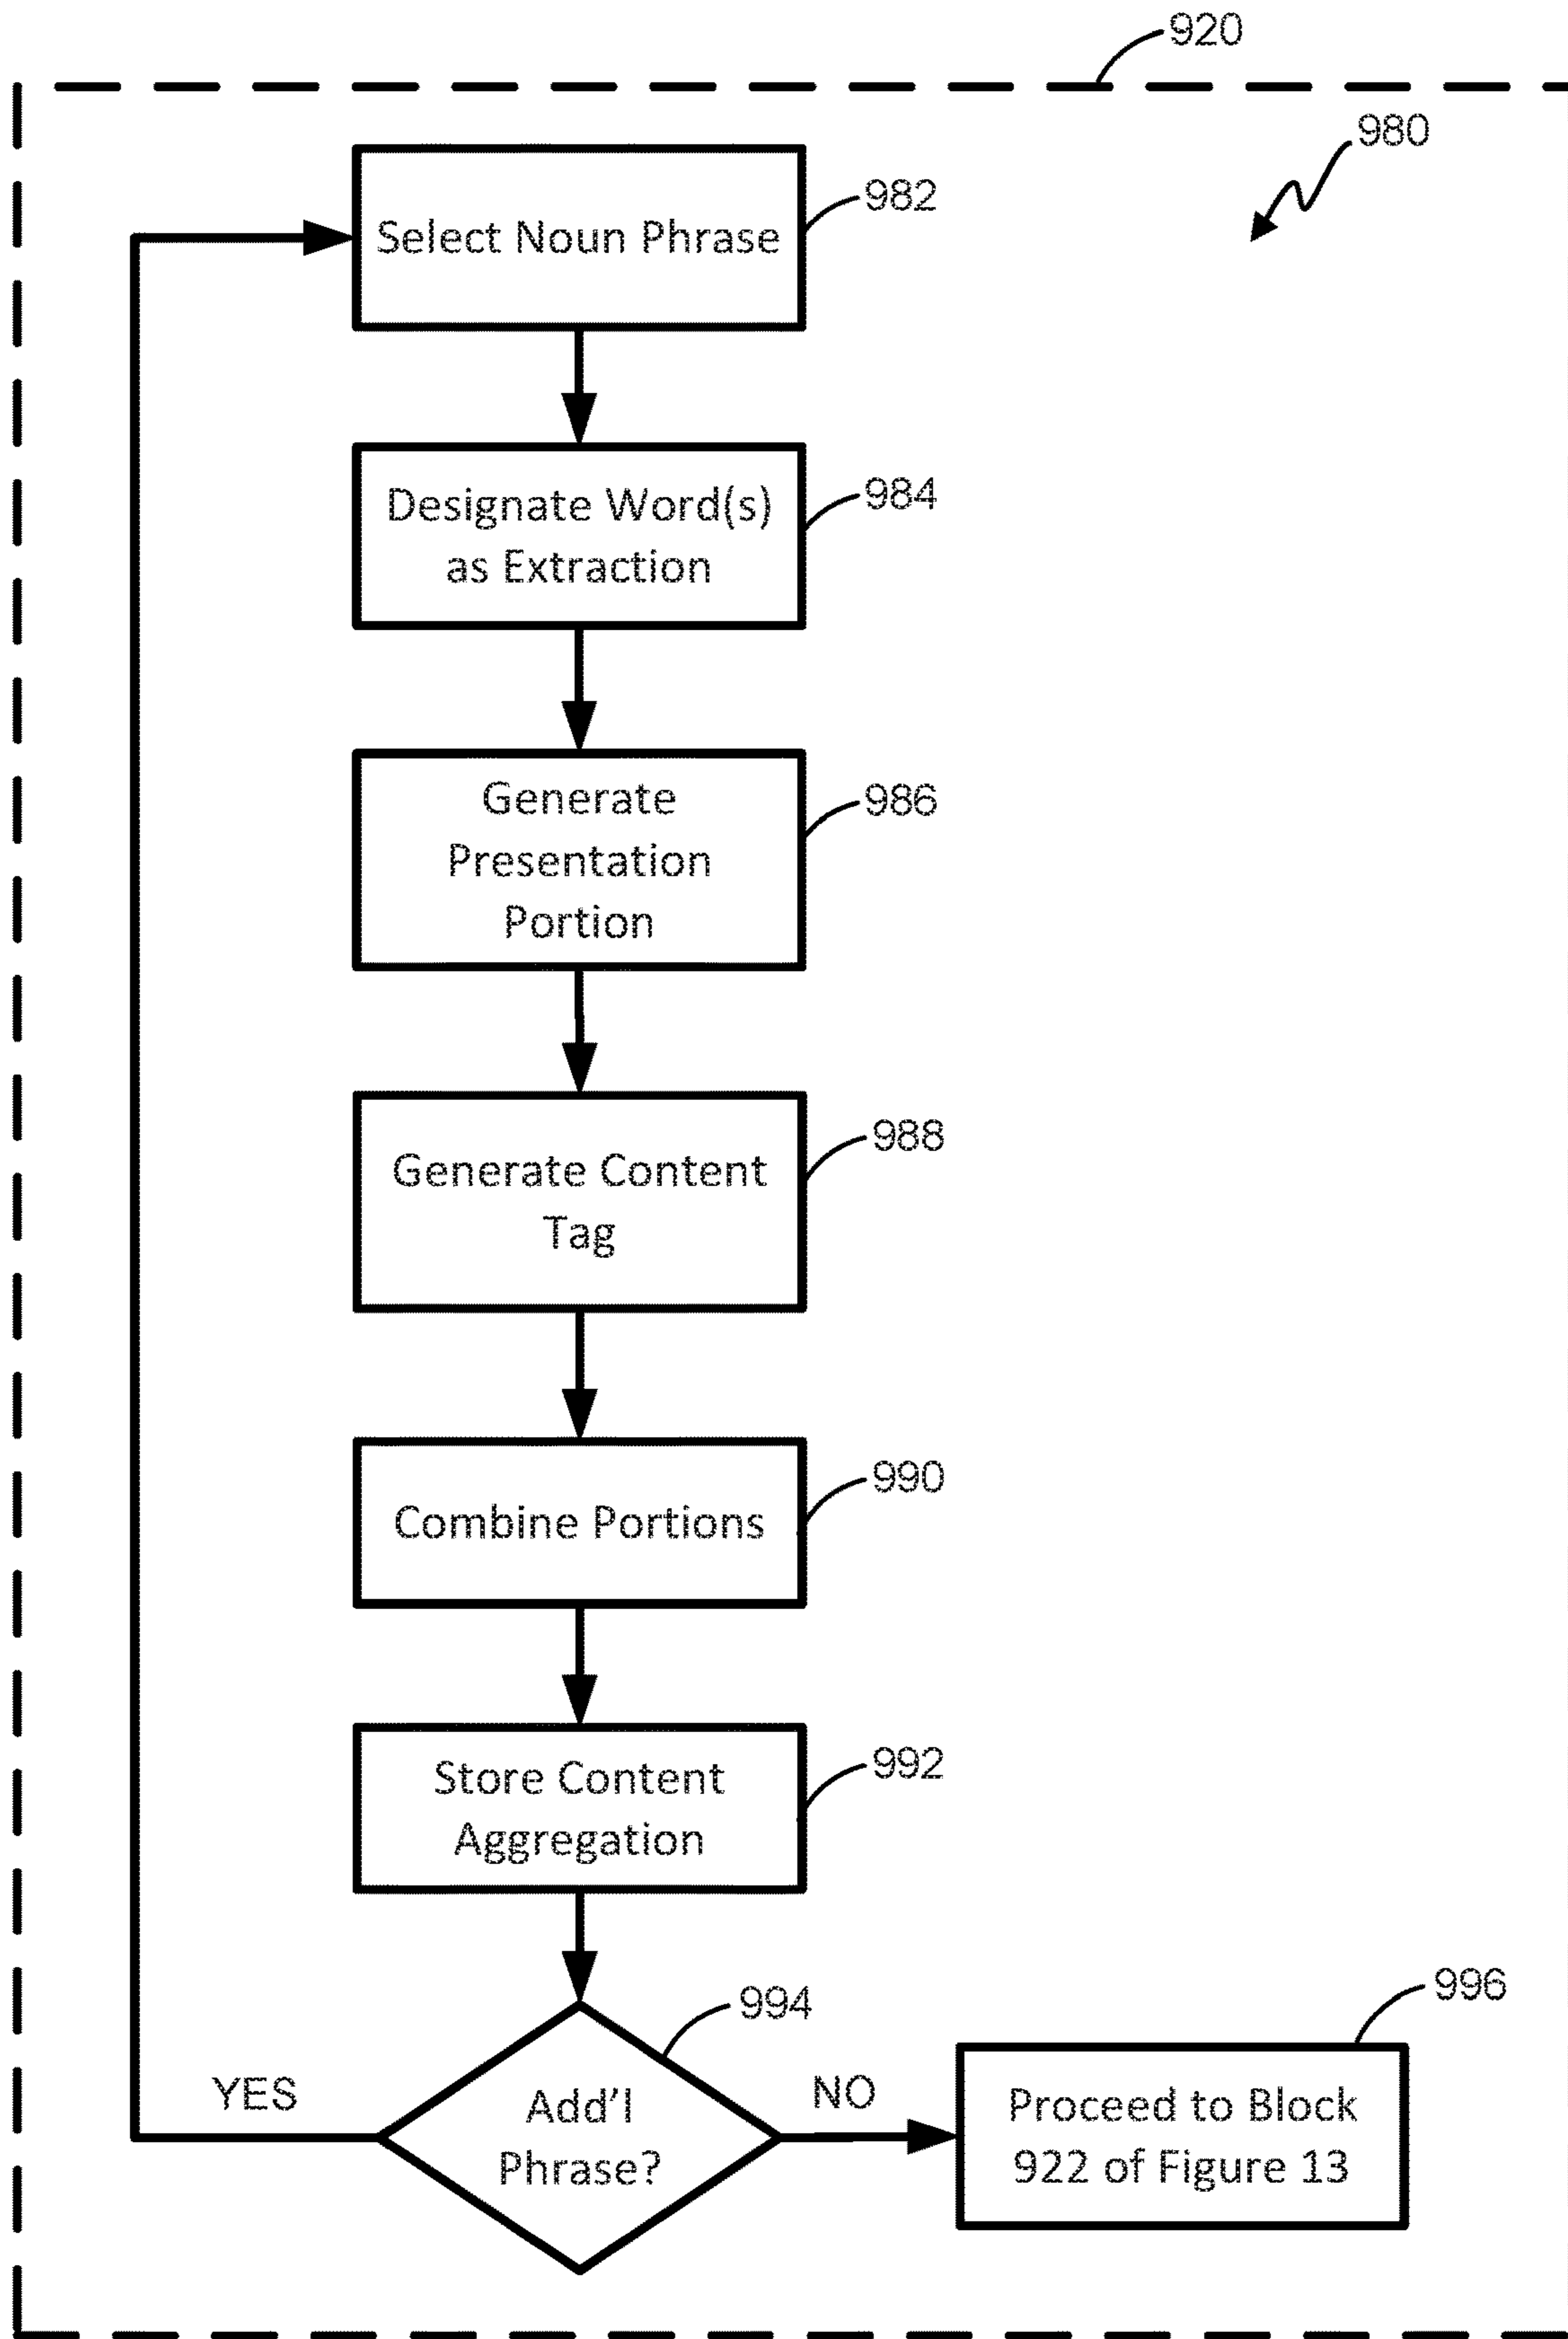 920
980
982
Select Noun Phrase
984
Designate Word(s)
as Extraction
986
Generate
Presentation
Portion
988
Generate Content
Tag
990
Combine Portions
992
Store Content
Aggregation
994
996
YES
Add'l
Phrase?
NO
Proceed to Block
922 of Figure 13